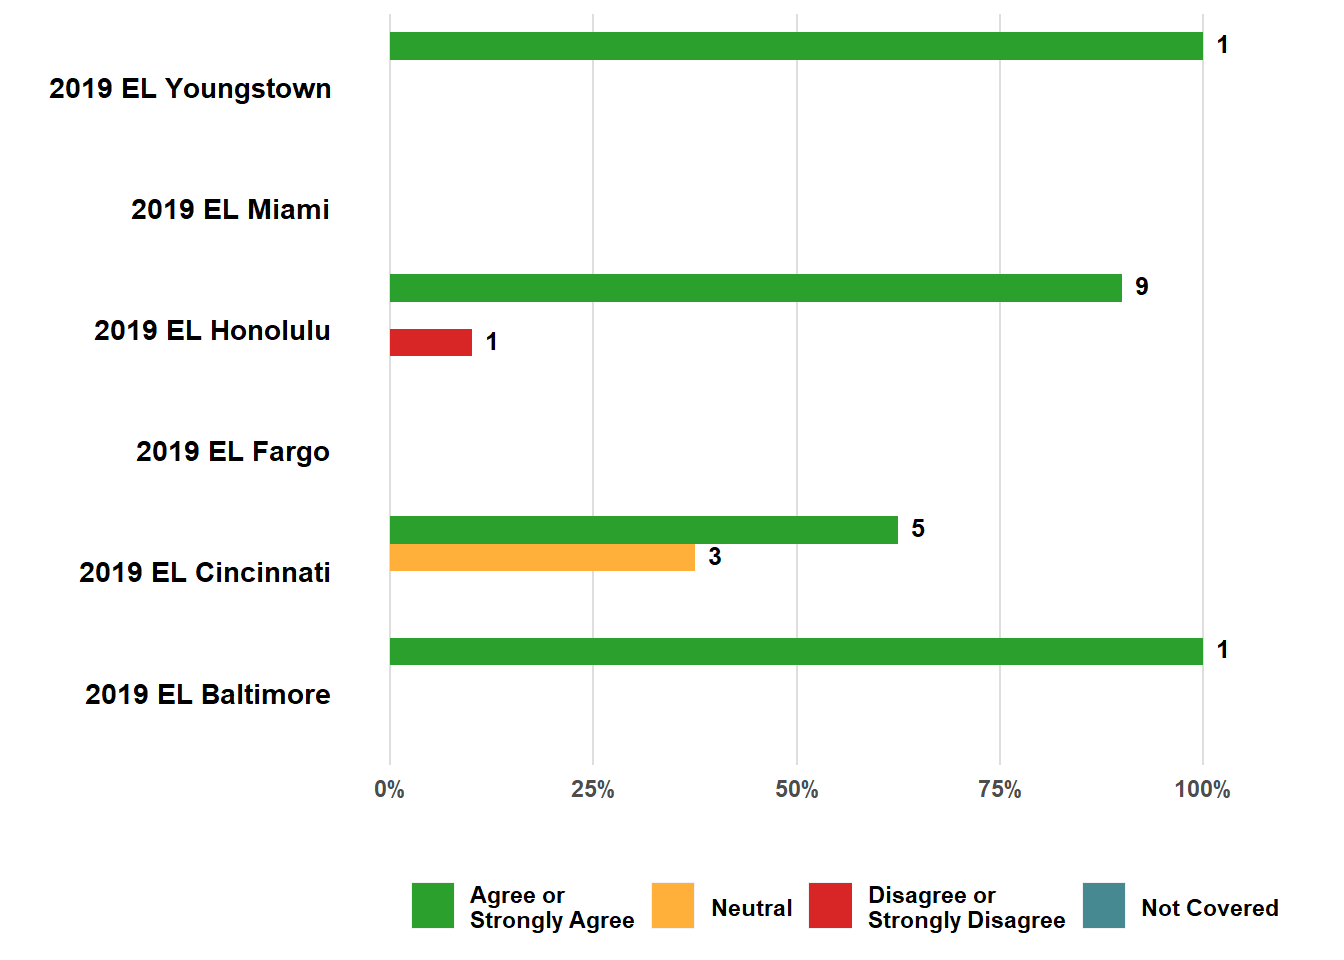 1
2019 EL Youngstown
2019 EL Miami
9
2019 EL Honolulu
1
2019 EL Fargo
5
3
2019 EL Cincinnati
1
2019 EL Baltimore
0% 25% 50% 75% 100%
Agree or
Strongly Agree
Neutral
Disagree or
Strongly Disagree
Not Covered